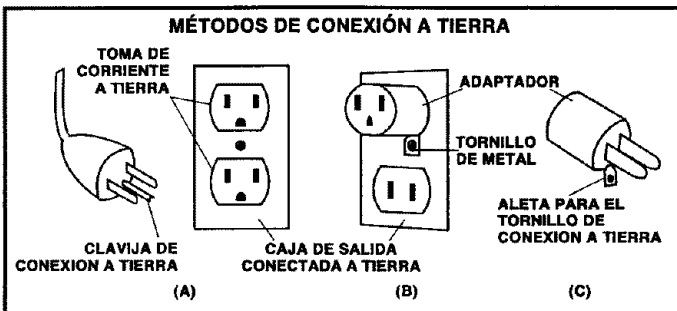 MÉTODOS DE CONEXIÓN A TIERRA
TOMA DE
CORRIENTE
A TIERRA
CLAVIJA DE
CONEXION A TIERRA
(A)
CAJA DE SALIDA
CONECTADA A TIERRA
ADAPTADOR
TORNILLO
DE METAL
(B)
ALETA PARA EL
TORNILLO DE
CONEXION A TIERRA
(C)